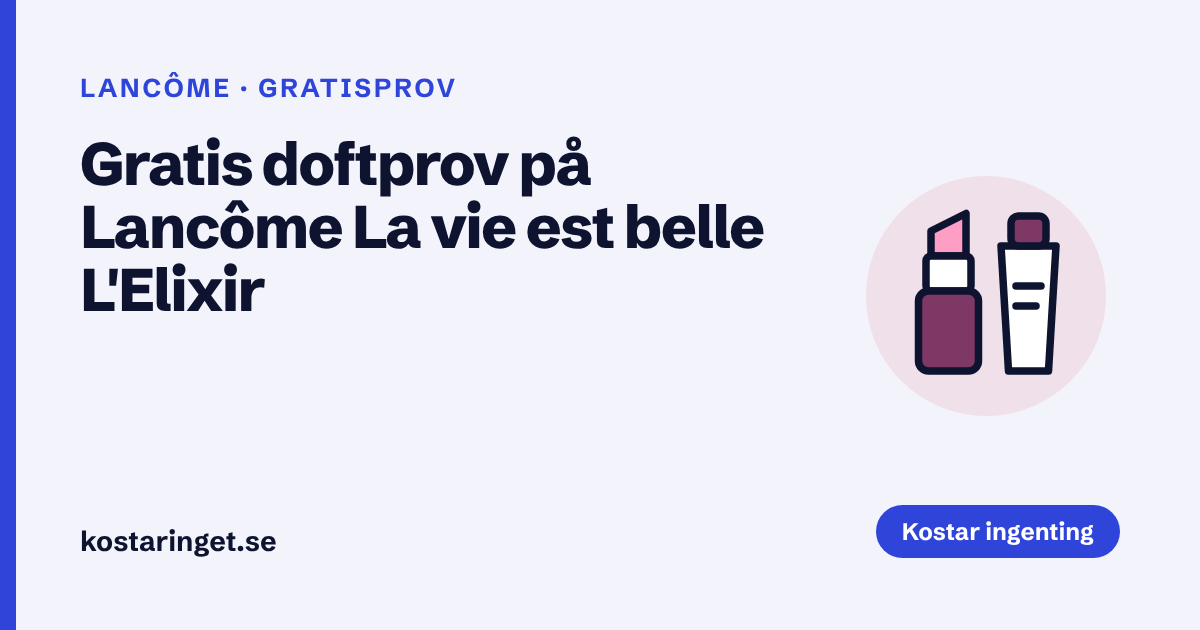 LANCÔME · GRATISPROV
Gratis doftprov på
Lancôme La vie est belle
L'Elixir
kostaringet.se
Kostar ingenting